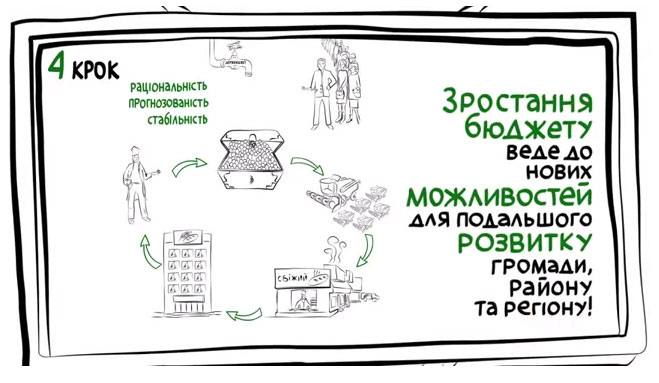 4 КРОК
РАЦІОНАЛЬНІСТЬ
ПРОГНОЗОВАНІСТЬ
СТАБІЛЬНІСТЬ
Зростання
бюджету
веде до
нових
можливостей
для подальшого
розвитку
громади,
району
та регіону!
СВІЖИЙ